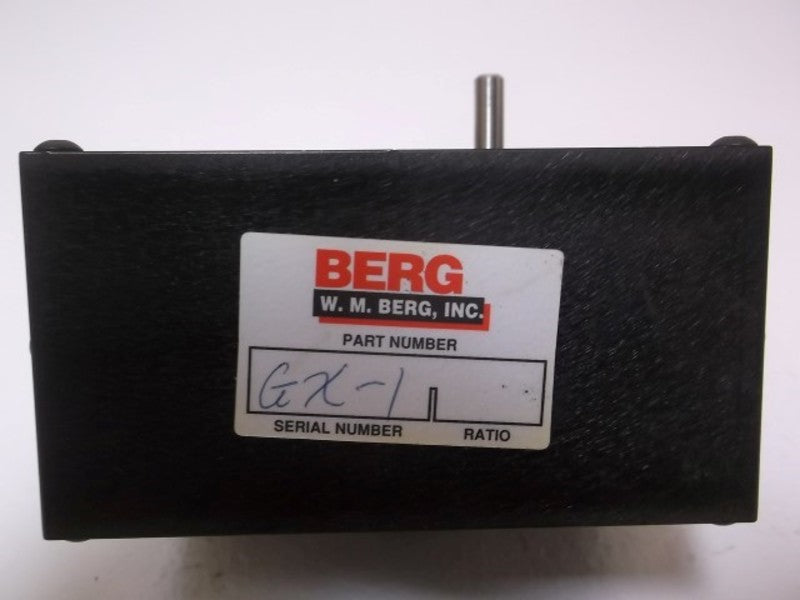 BERG
W. M. BERG, INC.
PART NUMBER
GX-1
SERIAL NUMBER RATIO